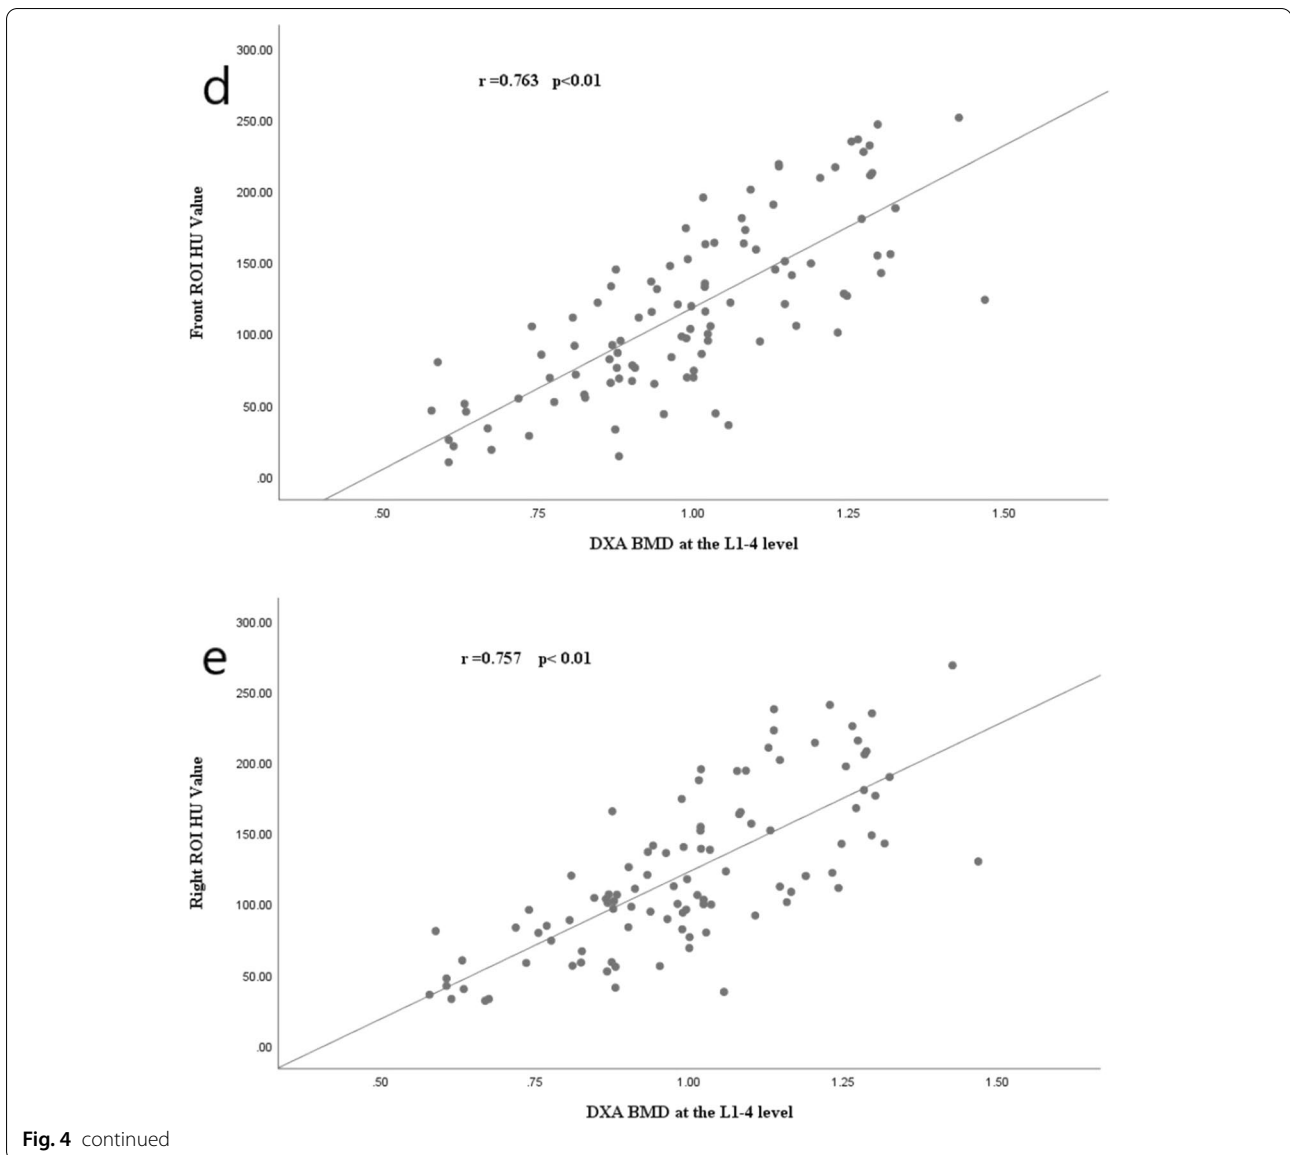 d
r =0.763 p<0.01
300.00
250.00
200.00
150.00
100.00
50.00
.00
Front ROI HU Value
.50 .75 1.00 1.25 1.50
DXA BMD at the L1-4 level
e
r =0.757 p< 0.01
300.00
250.00
200.00
150.00
100.00
50.00
.00
Right ROI HU Value
.50 .75 1.00 1.25 1.50
DXA BMD at the L1-4 level
Fig. 4 continued